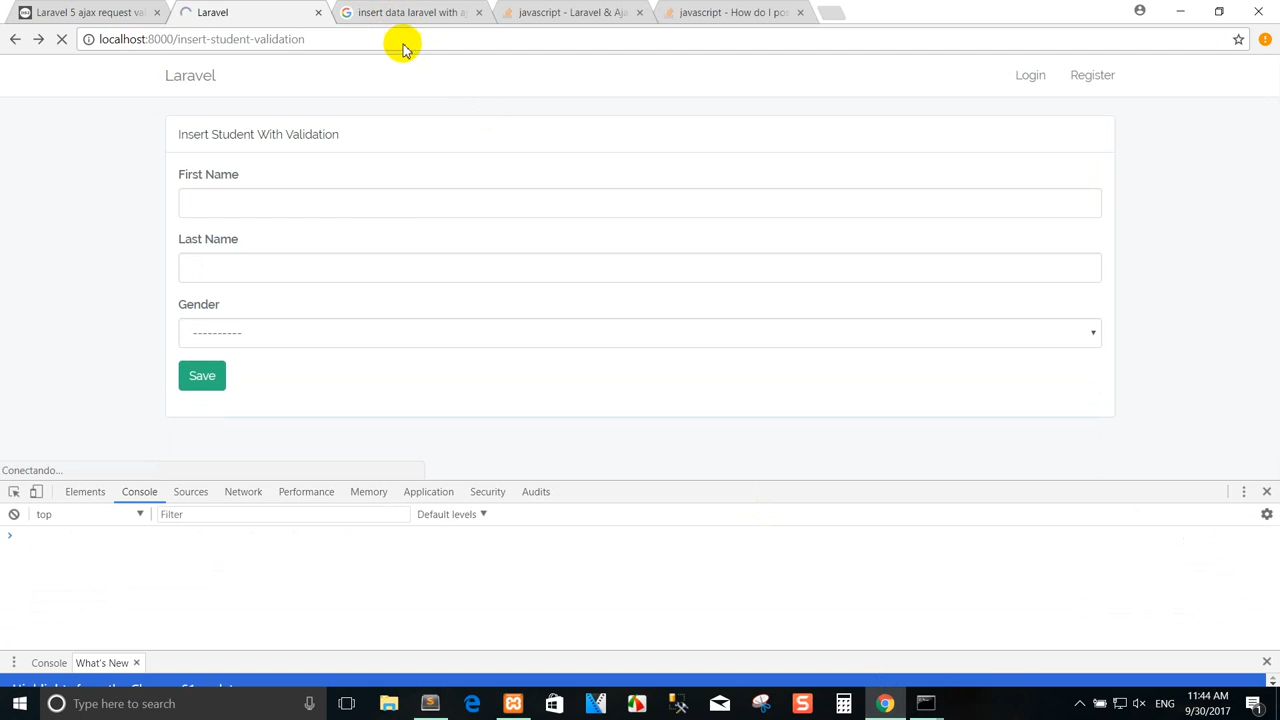 Laravel 5 ajax request val
Laravel
insert data laravel with aj
javascript - Laravel & Aja
javascript - How do I pos
localhost:8000/insert-student-validation
Laravel
Login
Register
Insert Student With Validation
First Name
Last Name
Gender
----------
Save
Conectando...
Elements
Console
Sources
Network
Performance
Memory
Application
Security
Audits
top
Filter
Default levels
Console
What's New
Type here to search
ENG
11:44 AM
9/30/2017